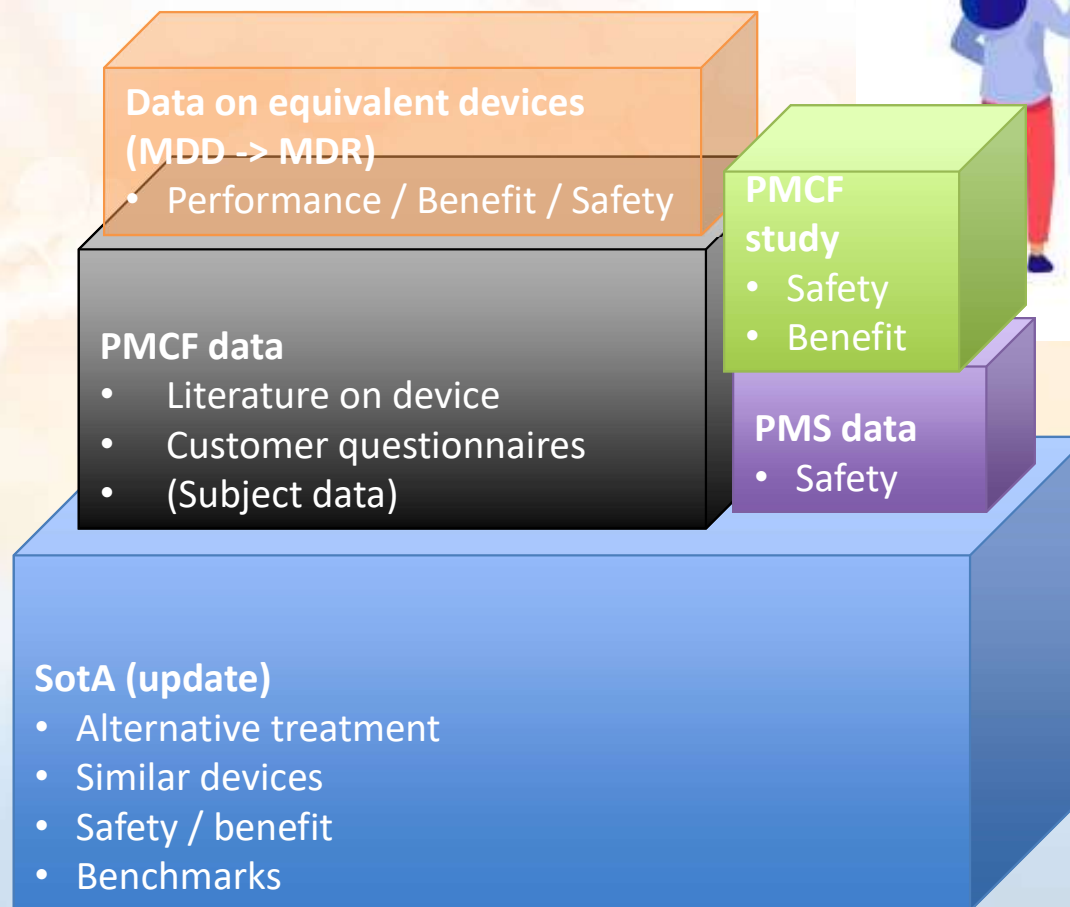 Data on equivalent devices
(MDD -> MDR)
• Performance / Benefit / Safety
PMCF
study
• Safety
• Benefit
PMCF data
• Literature on device
• Customer questionnaires
• (Subject data)
PMS data
• Safety
SotA (update)
• Alternative treatment
• Similar devices
• Safety / benefit
• Benchmarks